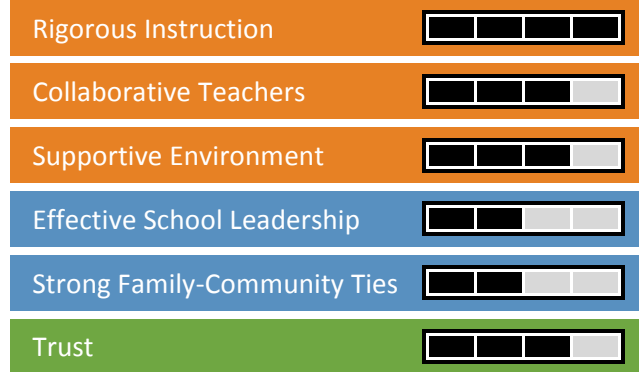 Rigorous Instruction
Collaborative Teachers
Supportive Environment
Effective School Leadership
Strong Family-Community Ties
Trust